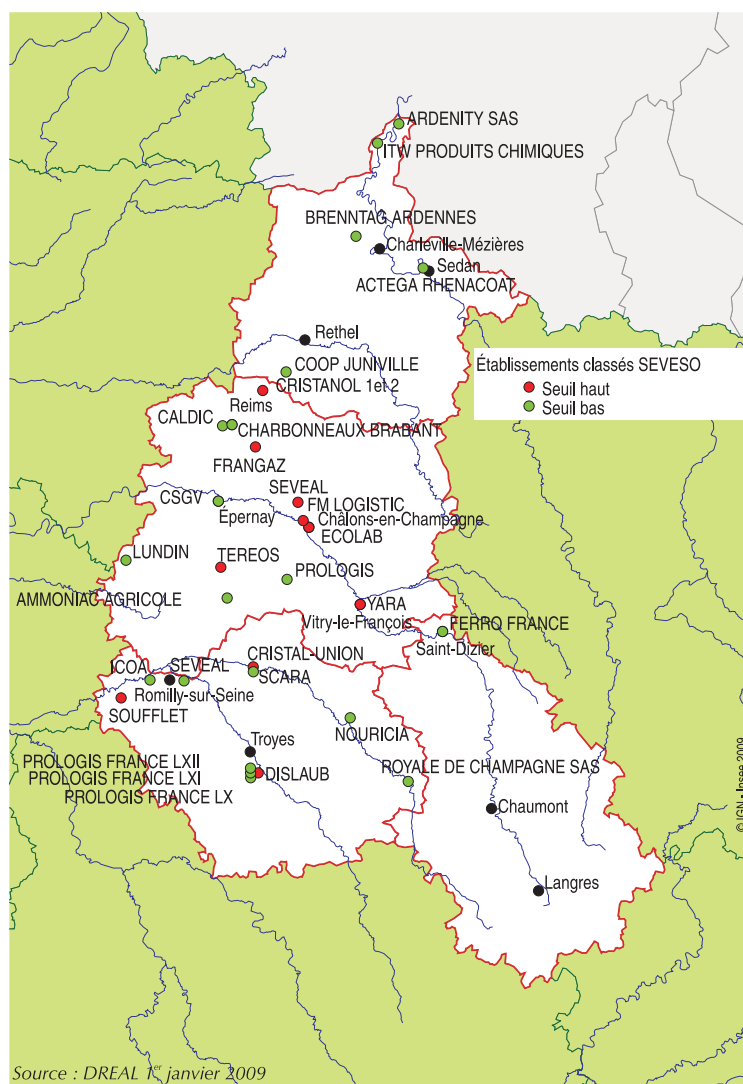 ARDENITY SAS
ITW PRODUITS CHIMIQUES
BRENNTAG ARDENNES
Charleville-Mézières
Sedan
ACTEGA RHENACOAT
Rethel
Établissements classés SEVESO
Seuil haut
Seuil bas
COOP JUNIVILLE
CRISTANOL 1et 2
Reims
CALDIC
CHARBONNEAUX BRABANT
FRANGAZ
SEVEAL
CSGV
FM LOGISTIC
Épernay
Châlons-en-Champagne
ECOLAB
LUNDIN
TEREOS
PROLOGIS
AMMONIAC AGRICOLE
YARA
Vitry-le-François
FERRO FRANCE
Saint-Dizier
CRISTAL-UNION
ICOA
SEVEAL
SCARA
Romilly-sur-Seine
SOUFFLET
NOURICIA
Troyes
PROLOGIS FRANCE LXII
ROYALE DE CHAMPAGNE SAS
PROLOGIS FRANCE LXI
DISLAUB
PROLOGIS FRANCE LX
Chaumont
© IGN - Insee 2009
Langres
Source : DREAL 1er janvier 2009